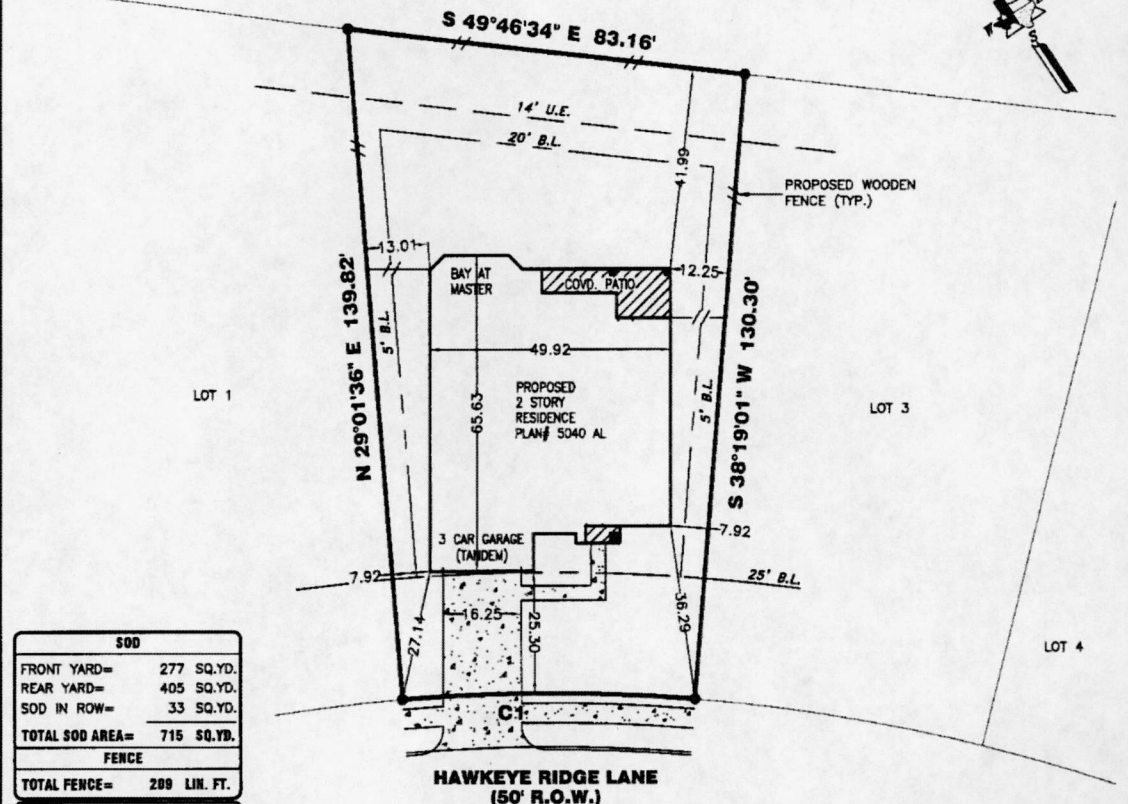 S 49°46'34" E 83.16'
14' U.E.
20' B.L.
41.99
PROPOSED WOODEN
FENCE (TYP.)
13.01
BAY AT
MASTER
COVD. PATIO
12.25
N 29°01'36" E 139.82'
5' B.L.
49.92
65.63
PROPOSED
2 STORY
RESIDENCE
PLAN# 5040 AL
5' B.L.
S 38°19'01" W 130.30'
LOT 1
LOT 3
3 CAR GARAGE
(TANDEM)
7.92
7.92
25' B.L.
16.25
25.30
27.14
36.29
LOT 4
C1
HAWKEYE RIDGE LANE
(50' R.O.W.)
SOD
FRONT YARD= 277 SQ.YD.
REAR YARD= 405 SQ.YD.
SOD IN ROW= 33 SQ.YD.
TOTAL SOD AREA= 715 SQ.YD.
FENCE
TOTAL FENCE= 289 LIN. FT.